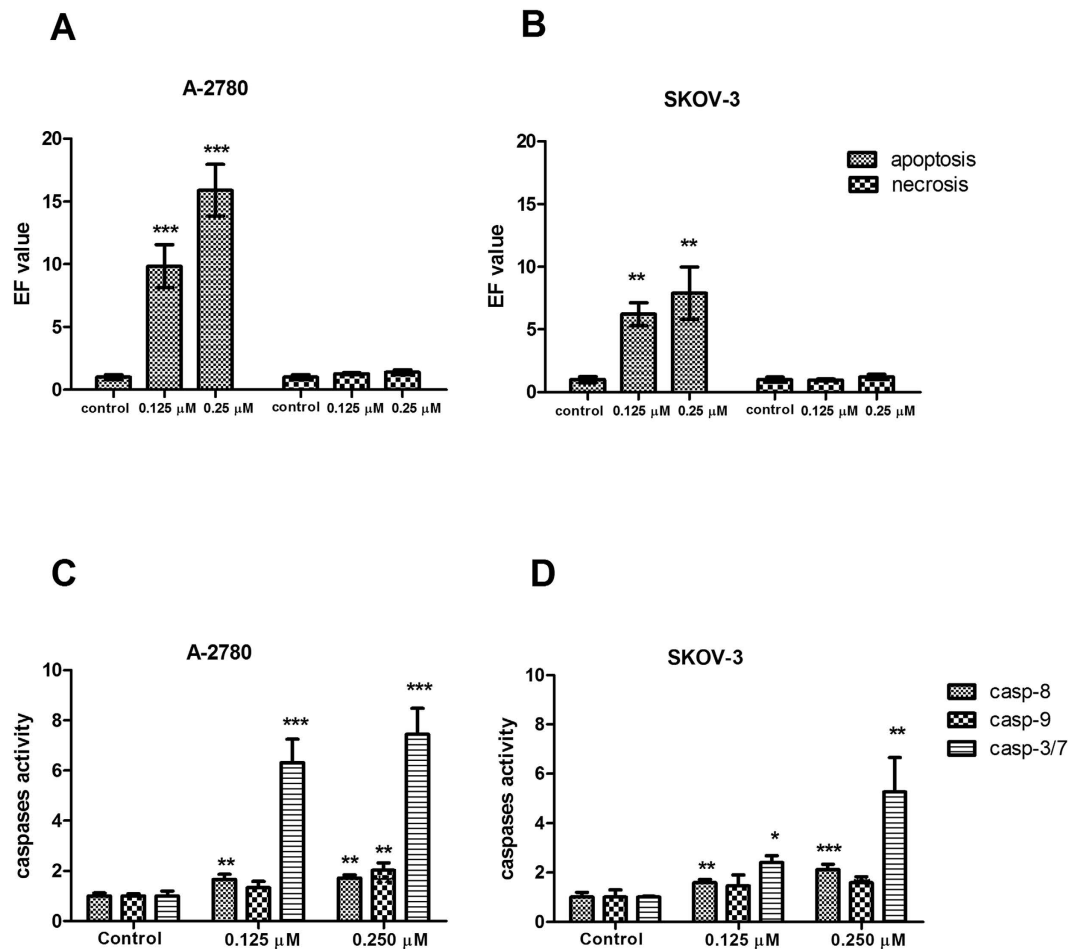 A
A-2780
EF value
20
15
10
5
0
*** ***
control 0.125 μM 0.25 μM control 0.125 μM 0.25 μM
B
SKOV-3
EF value
20
15
10
5
0
** **
control 0.125 μM 0.25 μM control 0.125 μM 0.25 μM
apoptosis
necrosis
C
A-2780
caspases activity
10
8
6
4
2
0
** *** ** ** ***
Control 0.125 μM 0.250 μM
D
SKOV-3
caspases activity
10
8
6
4
2
0
** * *** **
Control 0.125 μM 0.250 μM
casp-8
casp-9
casp-3/7